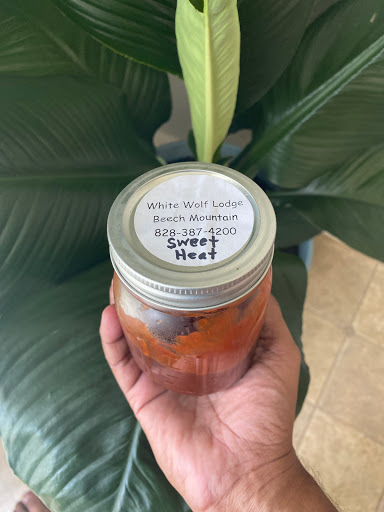 White Wolf Lodge
Beech Mountain
828-387-4200
Sweet
Heat